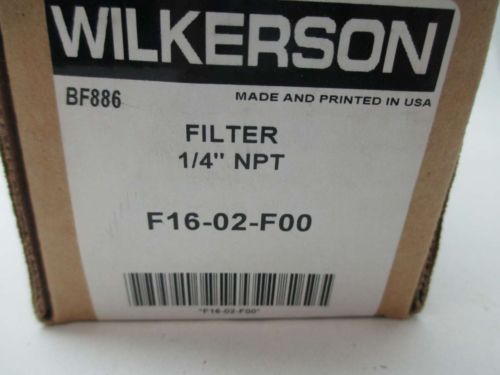 WILKERSON
BF886
MADE AND PRINTED IN USA
FILTER
1/4" NPT
F16-02-F00
"F16-02-F00"